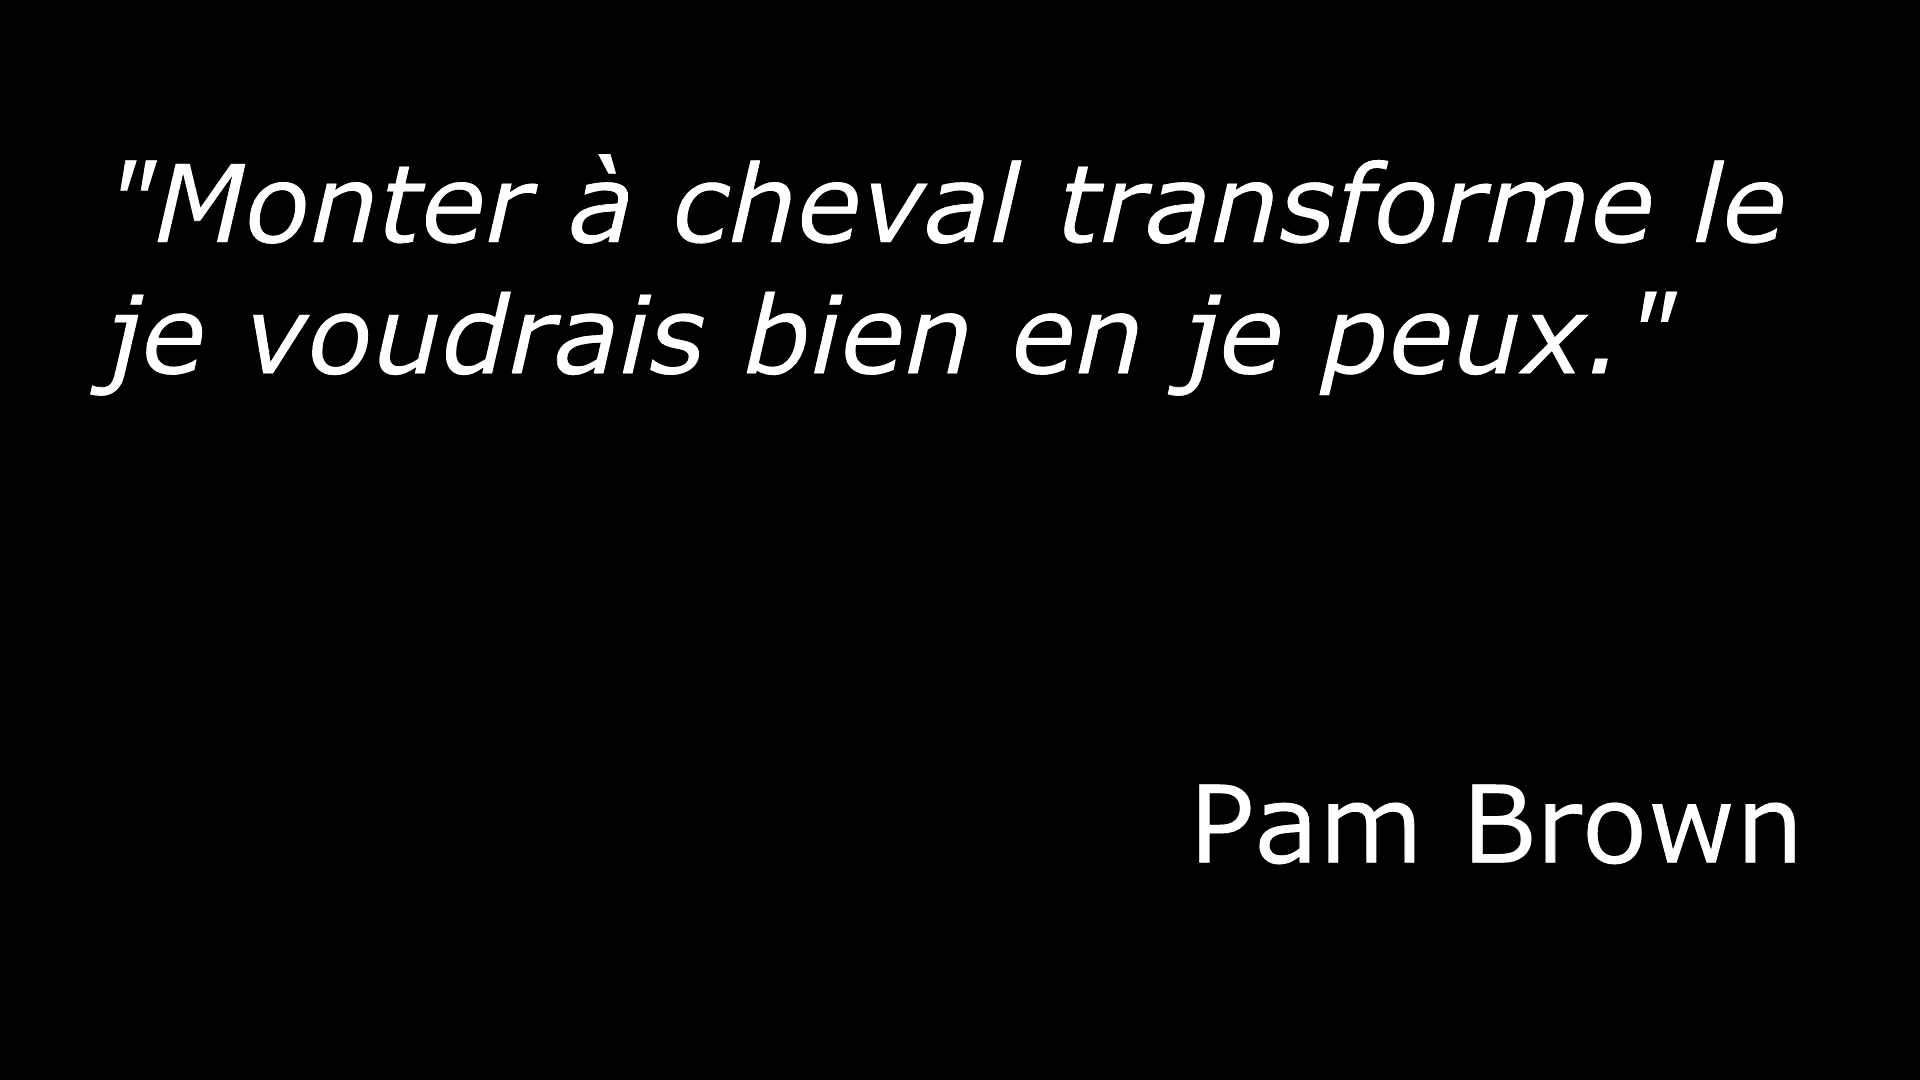 "Monter à cheval transforme le
je voudrais bien en je peux."
Pam Brown